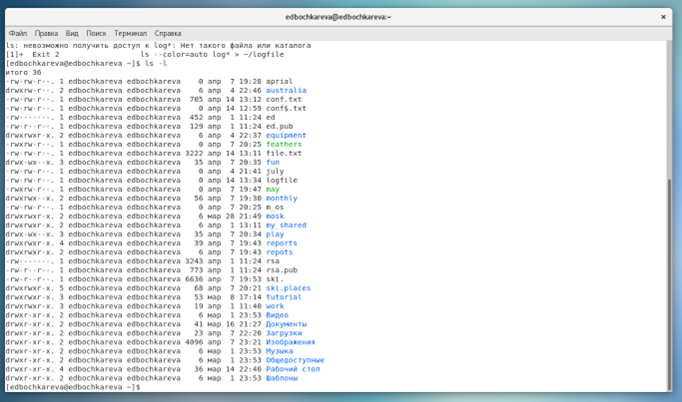 edbochkareva@edbochkareva:~
Файл Правка Вид Поиск Терминал Справка
ls: невозможно получить доступ к log*: Нет такого файла или каталога
[1]+ Exit 2 ls --color=auto log* > ~/logfile
[edbochkareva@edbochkareva ~]$ ls -l
итого 36
-rw-rw-r--. 1 edbochkareva edbochkareva 0 апр 7 19:28 aprial
drwxrw-r--. 2 edbochkareva edbochkareva 6 апр 4 22:46 australia
-rw-rw-r--. 1 edbochkareva edbochkareva 705 апр 14 13:12 conf.txt
-rw-rw-r--. 1 edbochkareva edbochkareva 0 апр 14 12:59 conf$.txt
-rw-------. 1 edbochkareva edbochkareva 452 апр 1 11:24 ed
-rw-r--r--. 1 edbochkareva edbochkareva 129 апр 1 11:24 ed.pub
drwxrwxr-x. 2 edbochkareva edbochkareva 6 апр 4 22:37 equipment
-rwxrw-r--. 1 edbochkareva edbochkareva 0 апр 7 20:25 feathers
-rw-rw-r--. 1 edbochkareva edbochkareva 3222 апр 14 13:11 file.txt
drwx-wx--x. 3 edbochkareva edbochkareva 35 апр 7 20:35 fun
-rw-rw-r--. 1 edbochkareva edbochkareva 0 апр 4 21:41 july
-rw-rw-r--. 1 edbochkareva edbochkareva 0 апр 14 13:34 logfile
-rwxrw-r--. 1 edbochkareva edbochkareva 0 апр 7 19:47 may
drwxrwx--x. 2 edbochkareva edbochkareva 56 апр 7 19:30 monthly
-rw-rw-r--. 1 edbochkareva edbochkareva 0 апр 7 20:25 m_os
drwxrwxr-x. 2 edbochkareva edbochkareva 6 мар 28 21:49 mosk
drwxrwxr-x. 2 edbochkareva edbochkareva 6 апр 1 13:11 my_shared
drwx-wx--x. 3 edbochkareva edbochkareva 35 апр 7 20:34 play
drwxrwxr-x. 4 edbochkareva edbochkareva 39 апр 7 19:43 reports
drwxrwxr-x. 2 edbochkareva edbochkareva 6 апр 7 19:43 repots
-rw-------. 1 edbochkareva edbochkareva 3243 апр 1 11:24 rsa
-rw-r--r--. 1 edbochkareva edbochkareva 773 апр 1 11:24 rsa.pub
-rw-r--r--. 1 edbochkareva edbochkareva 6636 апр 7 19:53 ski.
drwxrwxr-x. 5 edbochkareva edbochkareva 68 апр 7 20:21 ski.places
drwxrwxr-x. 3 edbochkareva edbochkareva 53 мар 8 17:14 tutorial
drwxrwxr-x. 3 edbochkareva edbochkareva 19 апр 1 11:40 work
drwxr-xr-x. 2 edbochkareva edbochkareva 6 мар 1 23:53 Видео
drwxr-xr-x. 2 edbochkareva edbochkareva 41 мар 16 21:27 Документы
drwxr-xr-x. 2 edbochkareva edbochkareva 23 апр 7 22:20 Загрузки
drwxr-xr-x. 2 edbochkareva edbochkareva 4096 апр 7 23:21 Изображения
drwxr-xr-x. 2 edbochkareva edbochkareva 6 мар 1 23:53 Музыка
drwxr-xr-x. 2 edbochkareva edbochkareva 6 мар 1 23:53 Общедоступные
drwxr-xr-x. 4 edbochkareva edbochkareva 36 мар 14 22:40 Рабочий стол
drwxr-xr-x. 2 edbochkareva edbochkareva 6 мар 1 23:53 Шаблоны
[edbochkareva@edbochkareva ~]$